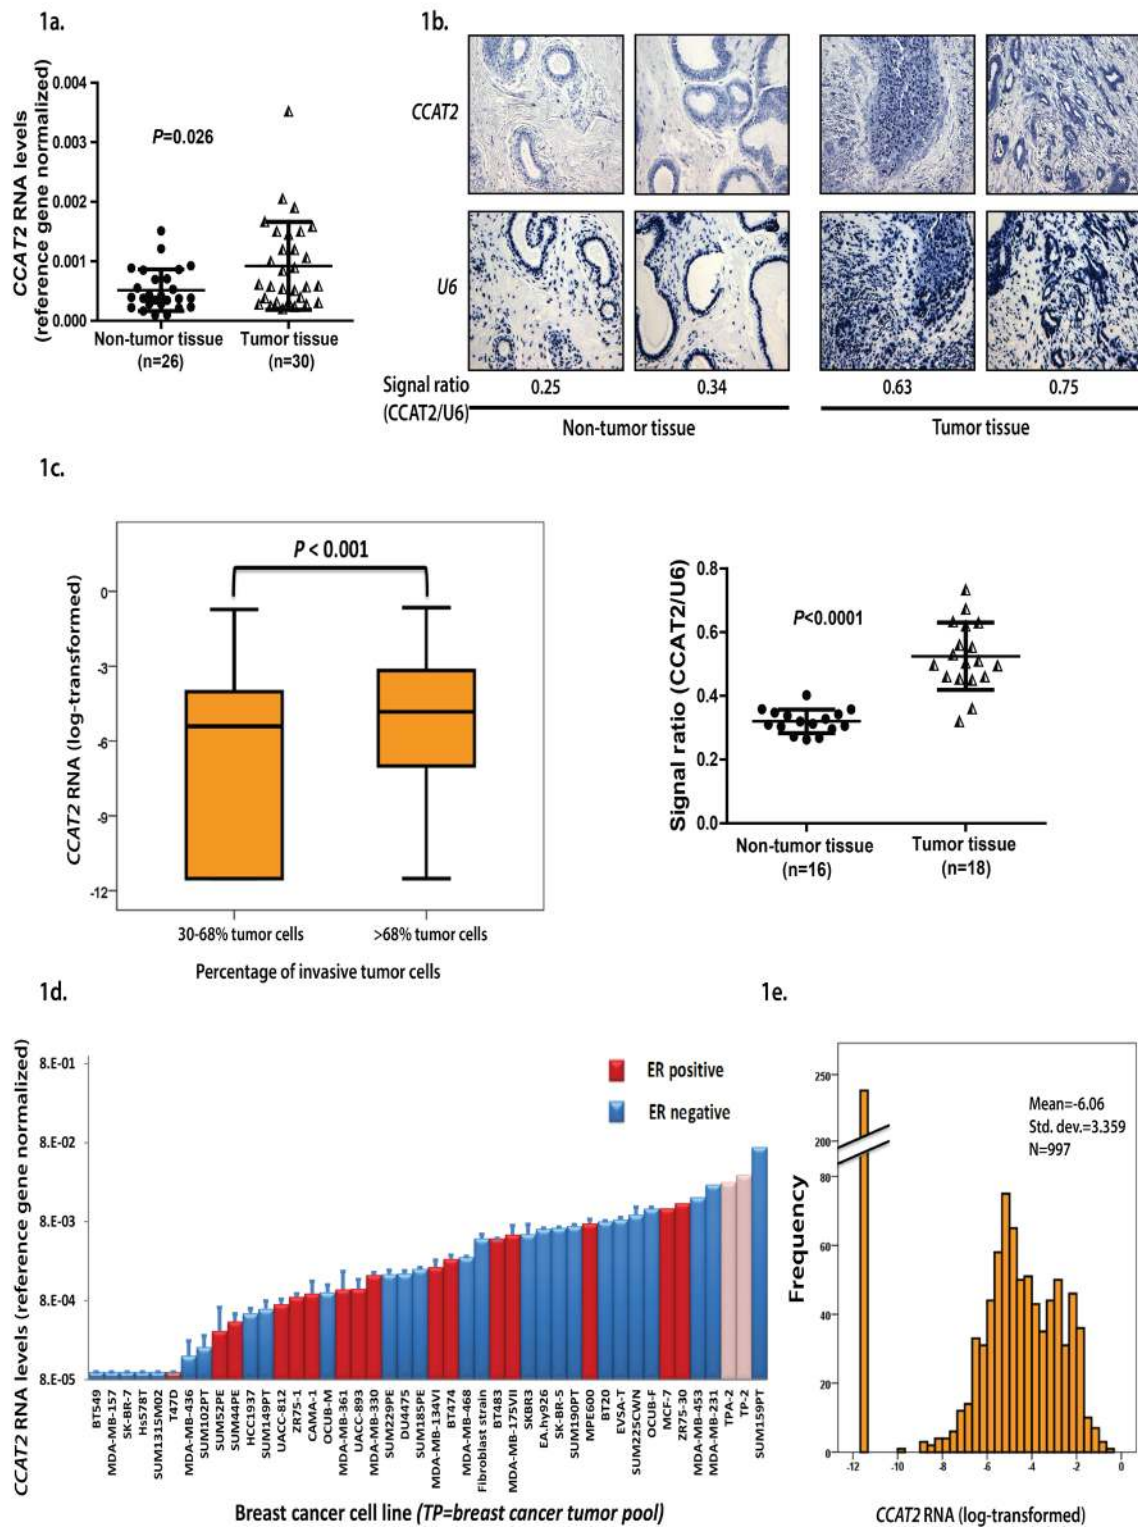 1a.
0.004
0.003
0.002
0.001
0.000
CCAT2 RNA levels
(reference gene normalized)
P=0.026
Non-tumor tissue
(n=26)
Tumor tissue
(n=30)
1b.
CCAT2
U6
Signal ratio
(CCAT2/U6)
0.25
0.34
0.63
0.75
Non-tumor tissue
Tumor tissue
1c.
CCAT2 RNA (log-transformed)
0
-3
-6
-9
-12
P < 0.001
30-68% tumor cells
>68% tumor cells
Percentage of invasive tumor cells
Signal ratio (CCAT2/U6)
0.8
0.6
0.4
0.2
0.0
P<0.0001
Non-tumor tissue
(n=16)
Tumor tissue
(n=18)
1d.
CCAT2 RNA levels (reference gene normalized)
8.E-01
8.E-02
8.E-03
8.E-04
8.E-05
ER positive
ER negative
BT549
MDA-MB-157
SK-BR-7
Hs578T
SUM1315M02
T47D
MDA-MB-436
SUM102PT
SUM52PE
SUM44PE
HCC1937
SUM149PT
UACC-812
ZR75-1
CAMA-1
OCUB-M
MDA-MB-361
UACC-893
MDA-MB-330
SUM229PE
DU4475
SUM185PE
MDA-MB-134VI
BT474
MDA-MB-468
Fibroblast strain
BT483
MDA-MB-175VII
SKBR3
EA.hy926
SK-BR-5
SUM190PT
MPE600
BT20
EVSA-T
SUM225CWN
OCUB-F
MCF-7
ZR75-30
MDA-MB-453
MDA-MB-231
TPA-2
TP-2
SUM159PT
Breast cancer cell line (TP=breast cancer tumor pool)
1e.
Frequency
250
200
80
60
40
20
0
Mean=-6.06
Std. dev.=3.359
N=997
-12
-10
-8
-6
-4
-2
0
CCAT2 RNA (log-transformed)